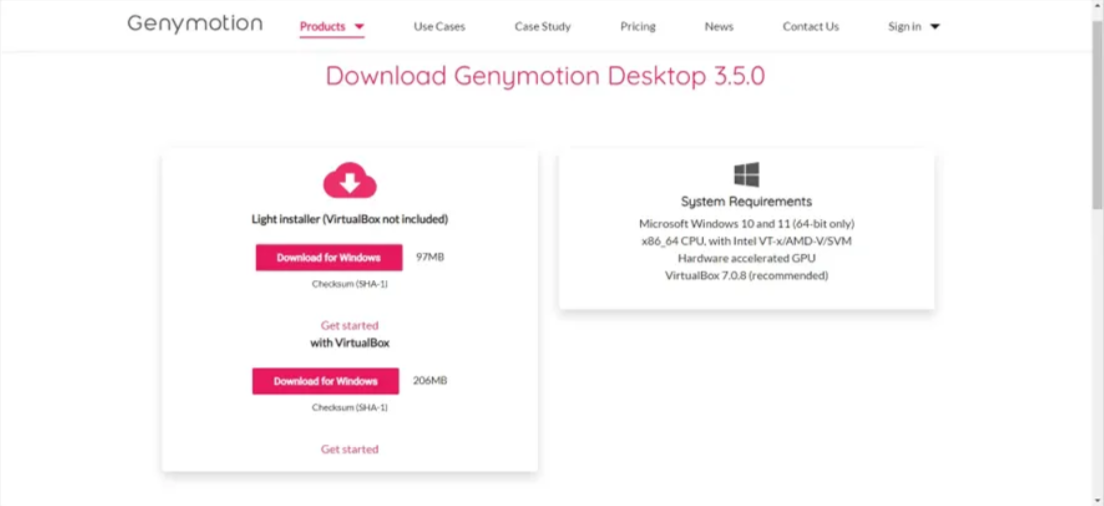 Genymotion Products Use Cases Case Study Pricing News Contact Us Sign in
Download Genymotion Desktop 3.5.0
Light installer (VirtualBox not included)
Download for Windows 97MB
Checksum (SHA-1)
Get started
with VirtualBox
Download for Windows 206MB
Checksum (SHA-1)
Get started
System Requirements
Microsoft Windows 10 and 11 (64-bit only)
x86_64 CPU, with Intel VT-x/AMD-V/SVM
Hardware accelerated GPU
VirtualBox 7.0.8 (recommended)